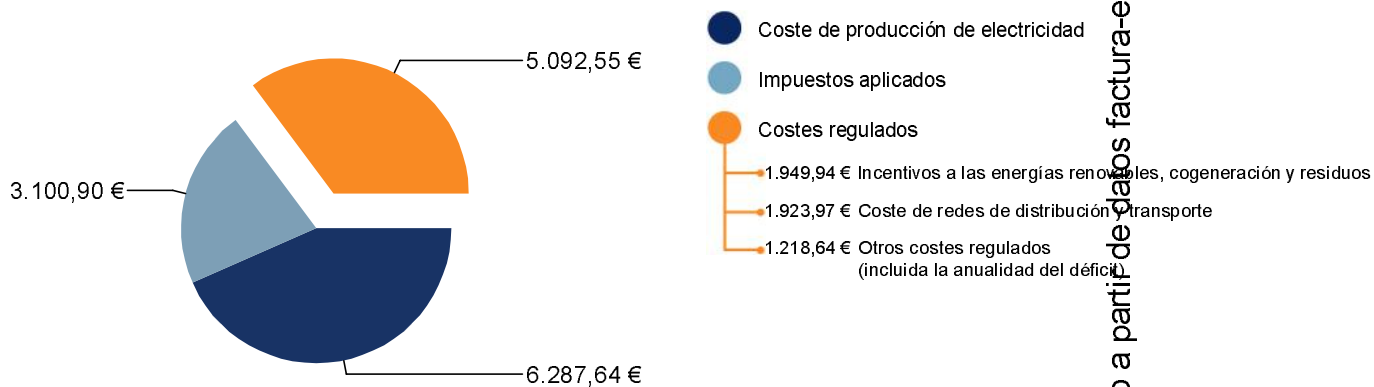 5.092,55 €
3.100,90 €
6.287,64 €
Coste de producción de electricidad
Impuestos aplicados
Costes regulados
1.949,94 € Incentivos a las energías renovables, cogeneración y residuos
1.923,97 € Coste de redes de distribución y transporte
1.218,64 € Otros costes regulados
(incluida la anualidad del déficit)
a partir de datos factura-e